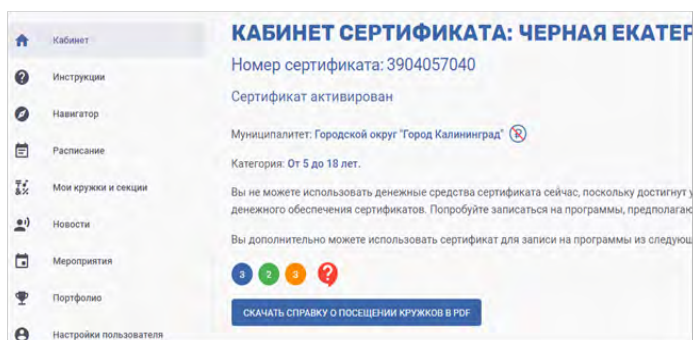 Кабинет
Инструкции
Навигатор
Расписание
Мои кружки и секции
Новости
Мероприятия
Портфолио
Настройки пользователя
КАБИНЕТ СЕРТИФИКАТА: ЧЕРНАЯ ЕКАТЕР
Номер сертификата: 3904057040
Сертификат активирован
Муниципалитет: Городской округ "Город Калининград"
Категория: От 5 до 18 лет.
Вы не можете использовать денежные средства сертификата сейчас, поскольку достигнут у
денежного обеспечения сертификатов. Попробуйте записаться на программы, предполагаю
Вы дополнительно можете использовать сертификат для записи на программы из следующ
3 2 3 ?
СКАЧАТЬ СПРАВКУ О ПОСЕЩЕНИИ КРУЖКОВ В PDF